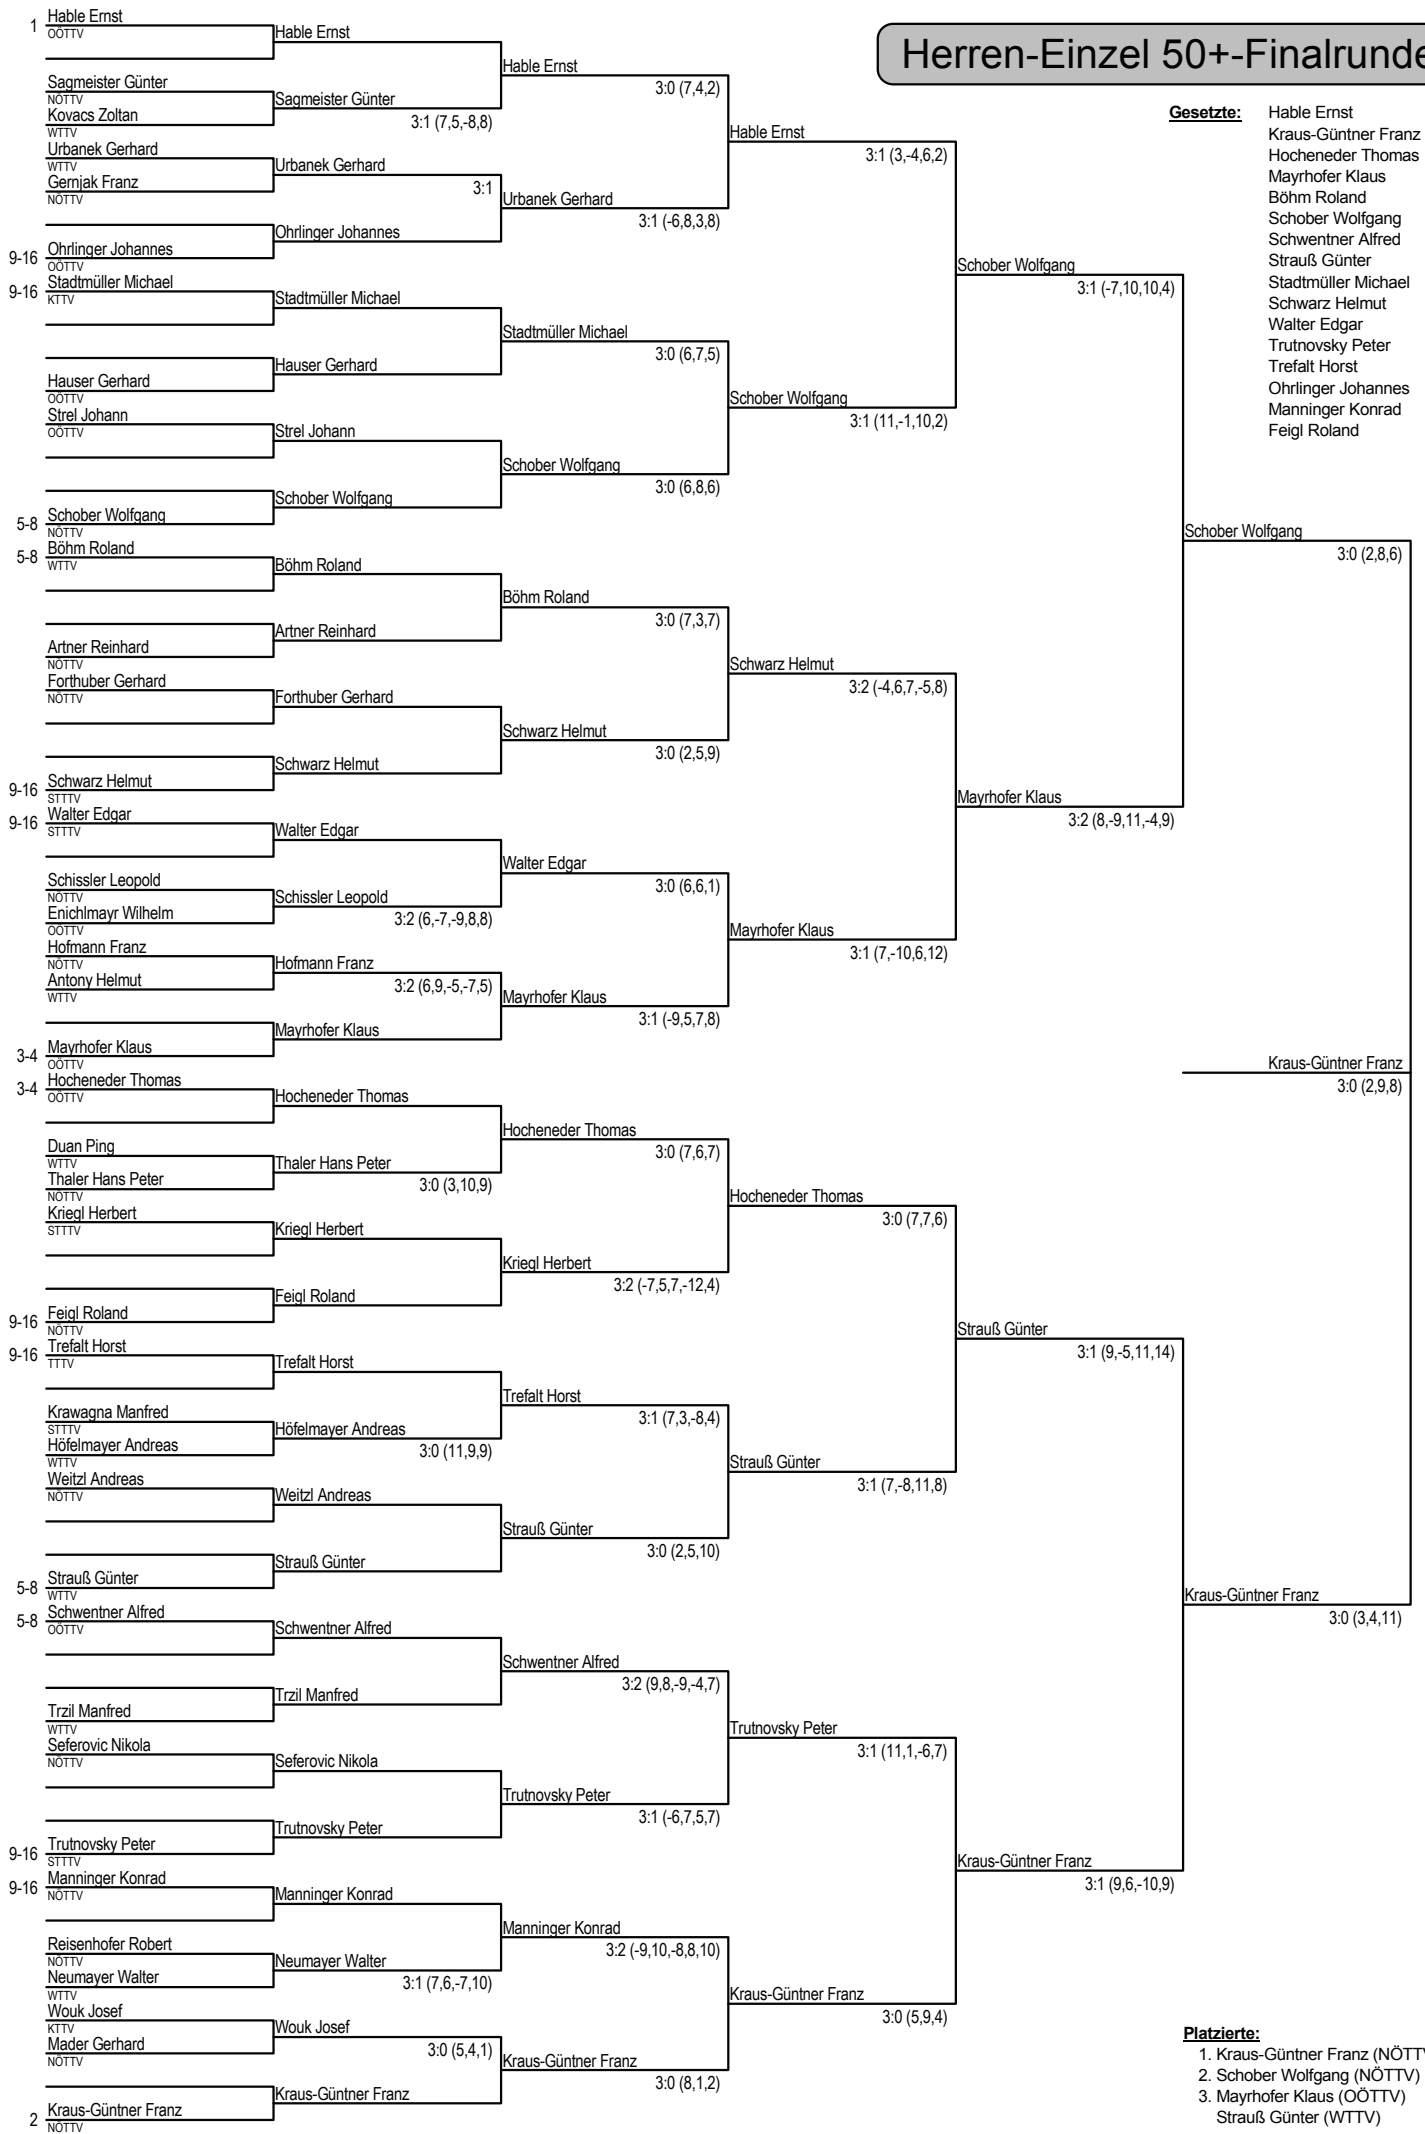 Herren-Einzel 50+-Finalrunde
Gesetzte:
Hable Ernst
Kraus-Güntner Franz
Hocheneder Thomas
Mayrhofer Klaus
Böhm Roland
Schober Wolfgang
Schwentner Alfred
Strauß Günter
Stadtmüller Michael
Schwarz Helmut
Walter Edgar
Trutnovsky Peter
Trefalt Horst
Ohrlinger Johannes
Manninger Konrad
Feigl Roland
1 Hable Ernst
OÖTTV
Sagmeister Günter
NÖTTV
Kovacs Zoltan
WTTV
Urbanek Gerhard
WTTV
Gernjak Franz
NÖTTV
9-16 Ohrlinger Johannes
OÖTTV
9-16 Stadtmüller Michael
KTTV
Hauser Gerhard
OÖTTV
Strel Johann
OÖTTV
5-8 Schober Wolfgang
NÖTTV
5-8 Böhm Roland
WTTV
Artner Reinhard
NÖTTV
Forthuber Gerhard
NÖTTV
9-16 Schwarz Helmut
STTTV
9-16 Walter Edgar
STTTV
Schissler Leopold
NÖTTV
Enichlmayr Wilhelm
OÖTTV
Hofmann Franz
NÖTTV
Antony Helmut
WTTV
3-4 Mayrhofer Klaus
OÖTTV
3-4 Hocheneder Thomas
OÖTTV
Duan Ping
WTTV
Thaler Hans Peter
NÖTTV
Kriegl Herbert
STTTV
9-16 Feigl Roland
NÖTTV
9-16 Trefalt Horst
TTTV
Krawagna Manfred
STTTV
Höfelmayer Andreas
WTTV
Weitzl Andreas
NÖTTV
5-8 Strauß Günter
WTTV
5-8 Schwentner Alfred
OÖTTV
Trzil Manfred
WTTV
Seferovic Nikola
NÖTTV
9-16 Trutnovsky Peter
STTTV
9-16 Manninger Konrad
NÖTTV
Reisenhofer Robert
NÖTTV
Neumayer Walter
WTTV
Wouk Josef
KTTV
Mader Gerhard
NÖTTV
2 Kraus-Güntner Franz
NÖTTV
Hable Ernst
Sagmeister Günter
3:1 (7,5,-8,8)
Urbanek Gerhard
3:1
Ohrlinger Johannes
Stadtmüller Michael
Hauser Gerhard
Strel Johann
Schober Wolfgang
Böhm Roland
Artner Reinhard
Forthuber Gerhard
Schwarz Helmut
Walter Edgar
Schissler Leopold
3:2 (6,-7,-9,8,8)
Hofmann Franz
3:2 (6,9,-5,-7,5)
Mayrhofer Klaus
Hocheneder Thomas
Thaler Hans Peter
3:0 (3,10,9)
Kriegl Herbert
Feigl Roland
Trefalt Horst
Höfelmayer Andreas
3:0 (11,9,9)
Weitzl Andreas
Strauß Günter
Schwentner Alfred
Trzil Manfred
Seferovic Nikola
Trutnovsky Peter
Manninger Konrad
Neumayer Walter
3:1 (7,6,-7,10)
Wouk Josef
3:0 (5,4,1)
Kraus-Güntner Franz
Hable Ernst
3:0 (7,4,2)
Urbanek Gerhard
3:1 (-6,8,3,8)
Stadtmüller Michael
3:0 (6,7,5)
Schober Wolfgang
3:0 (6,8,6)
Böhm Roland
3:0 (7,3,7)
Schwarz Helmut
3:0 (2,5,9)
Walter Edgar
3:0 (6,6,1)
Mayrhofer Klaus
3:1 (-9,5,7,8)
Hocheneder Thomas
3:0 (7,6,7)
Kriegl Herbert
3:2 (-7,5,7,-12,4)
Trefalt Horst
3:1 (7,3,-8,4)
Strauß Günter
3:0 (2,5,10)
Schwentner Alfred
3:2 (9,8,-9,-4,7)
Trutnovsky Peter
3:1 (-6,7,5,7)
Manninger Konrad
3:2 (-9,10,-8,8,10)
Kraus-Güntner Franz
3:0 (8,1,2)
Hable Ernst
3:1 (3,-4,6,2)
Schober Wolfgang
3:1 (11,-1,10,2)
Schwarz Helmut
3:2 (-4,6,7,-5,8)
Mayrhofer Klaus
3:1 (7,-10,6,12)
Hocheneder Thomas
3:0 (7,7,6)
Strauß Günter
3:1 (7,-8,11,8)
Trutnovsky Peter
3:1 (11,1,-6,7)
Kraus-Güntner Franz
3:0 (5,9,4)
Schober Wolfgang
3:1 (-7,10,10,4)
Mayrhofer Klaus
3:2 (8,-9,11,-4,9)
Strauß Günter
3:1 (9,-5,11,14)
Kraus-Güntner Franz
3:1 (9,6,-10,9)
Schober Wolfgang
3:0 (2,8,6)
Kraus-Güntner Franz
3:0 (3,4,11)
Kraus-Güntner Franz
3:0 (2,9,8)
Platzierte:
1. Kraus-Güntner Franz (NÖTTV
2. Schober Wolfgang (NÖTTV)
3. Mayrhofer Klaus (OÖTTV)
Strauß Günter (WTTV)